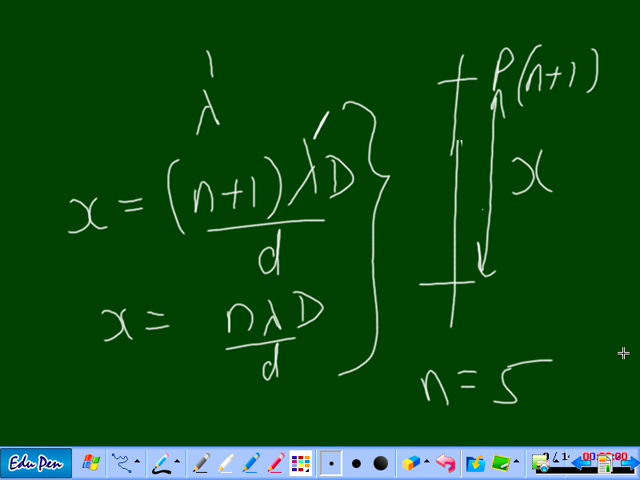 λ'
x = (n+1) λ' D
d
x = nλD
d
P (n+1)
n
x
n = 5
Edu Pen